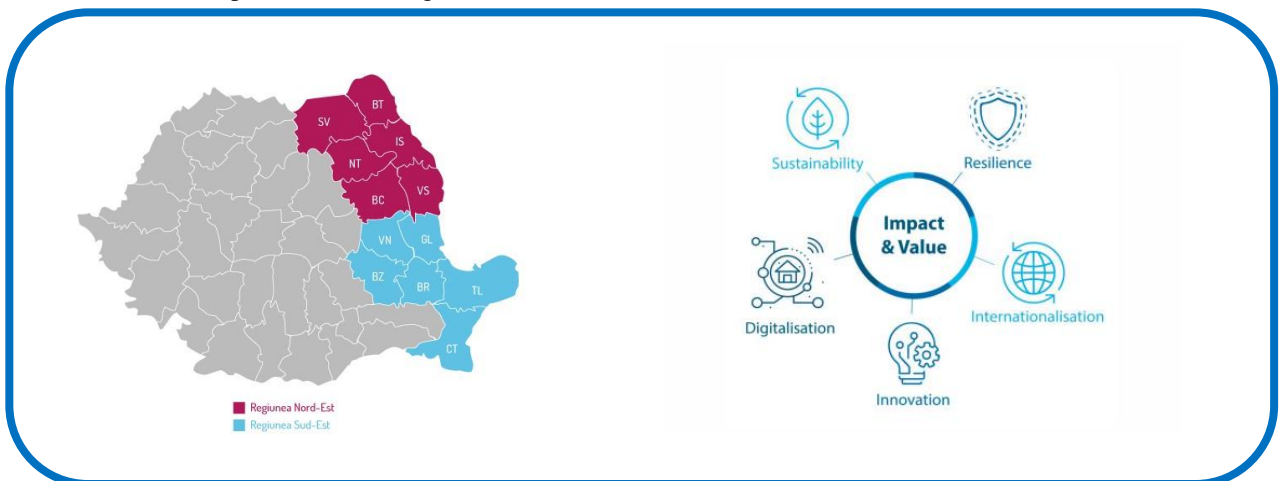 BT
SV
IS
NT
VS
BC
VN
GL
BZ
BR
TL
CT
Regiunea Nord-Est
Regiunea Sud-Est
Sustainability
Resilience
Impact
& Value
Digitalisation
Internationalisation
Innovation